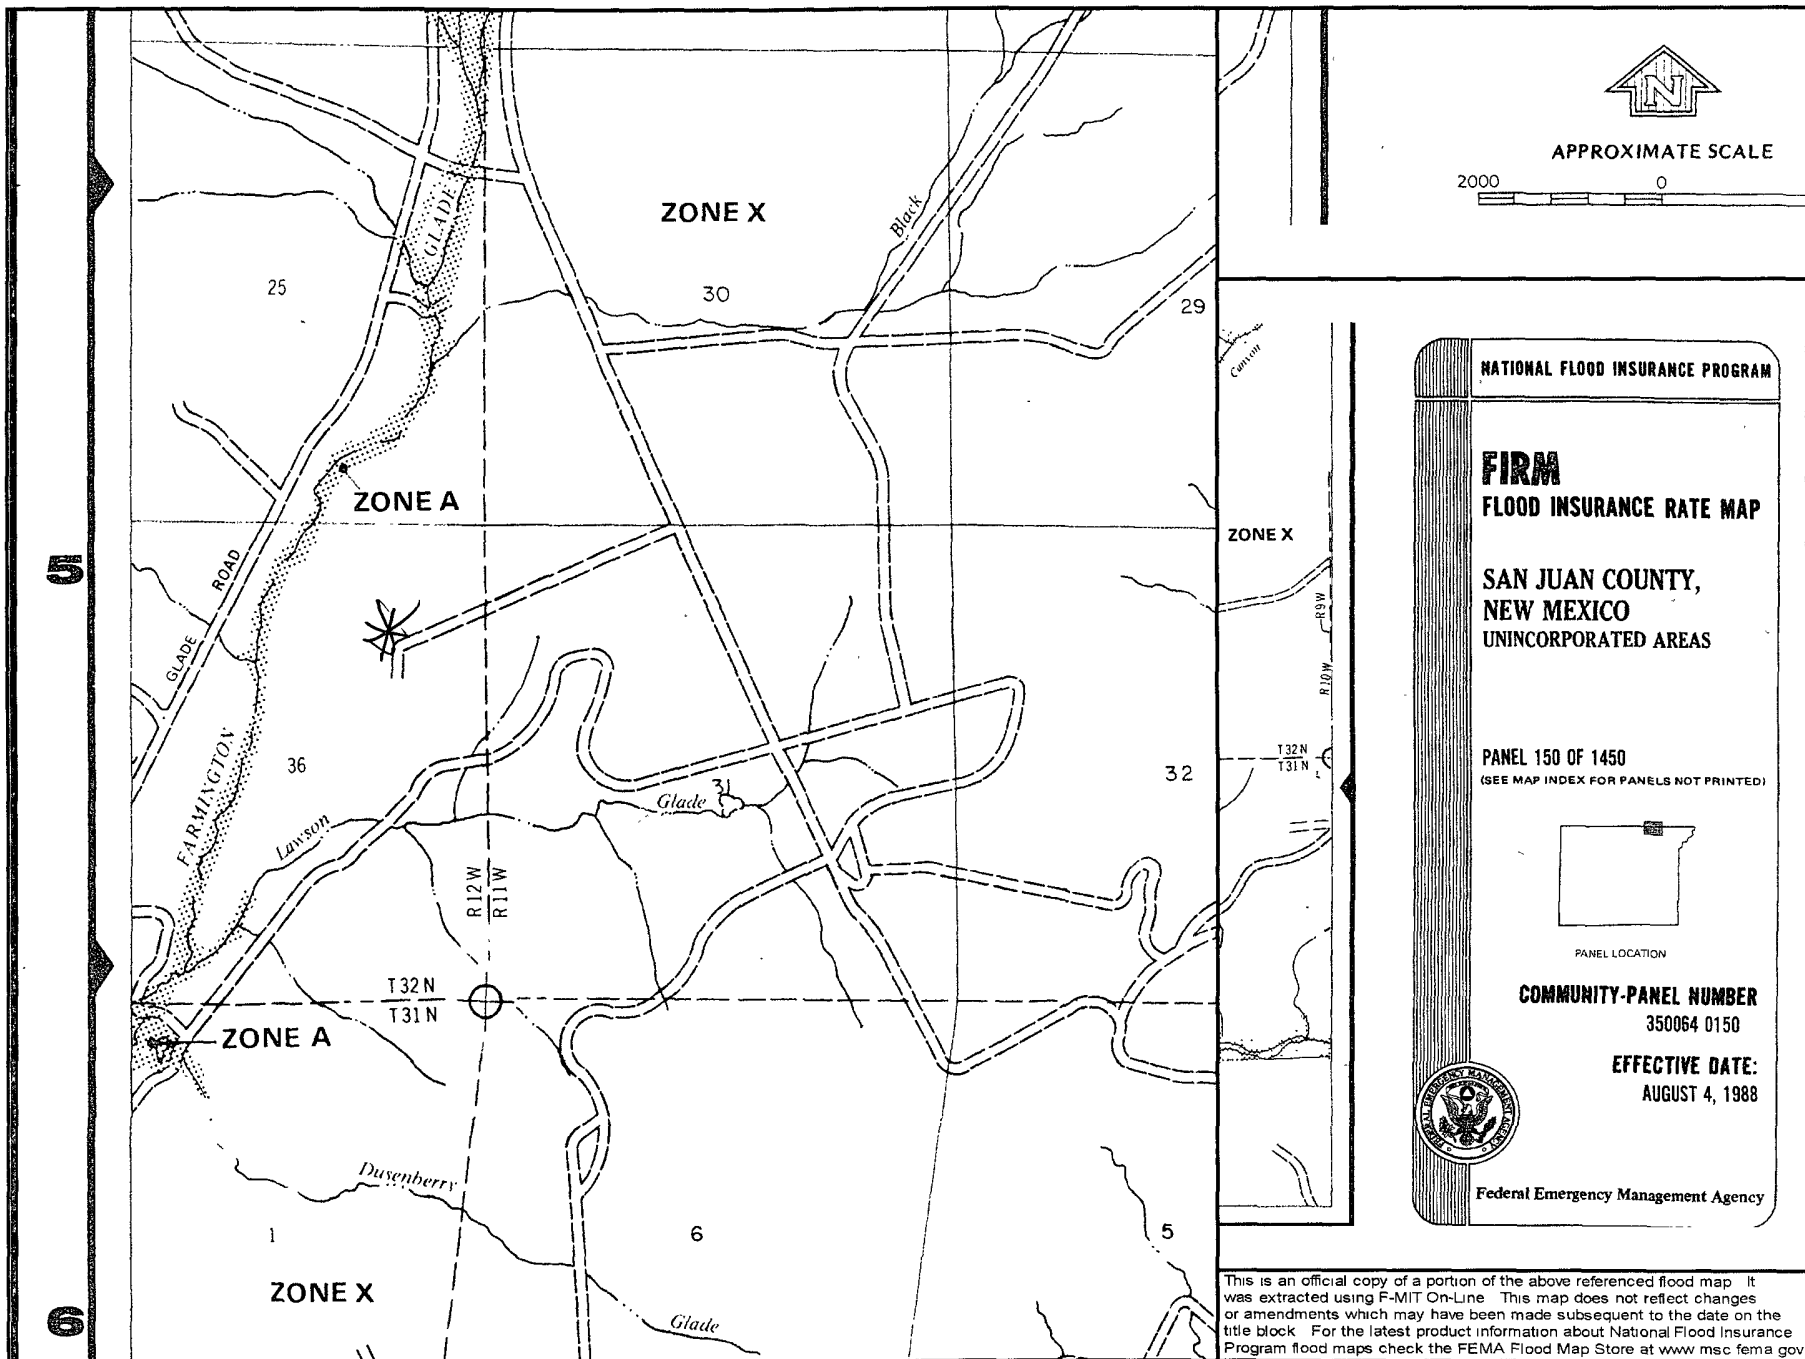 N
APPROXIMATE SCALE
2000 0
ZONE X
Black
GLADE
25
30
29
Canyon
ZONE A
ZONE X
5
GLADE ROAD
R9W
R10W
FARMINGTON
36
T32N
T31N
32
31
Glade
Lawson
R12W
R11W
T32N
T31N
ZONE A
Dusenberry
1
6
5
ZONE X
Glade
6
NATIONAL FLOOD INSURANCE PROGRAM
FIRM
FLOOD INSURANCE RATE MAP
SAN JUAN COUNTY,
NEW MEXICO
UNINCORPORATED AREAS
PANEL 150 OF 1450
(SEE MAP INDEX FOR PANELS NOT PRINTED)
PANEL LOCATION
COMMUNITY-PANEL NUMBER
350064 0150
EFFECTIVE DATE:
AUGUST 4, 1988
FEDERAL EMERGENCY MANAGEMENT AGENCY
Federal Emergency Management Agency
This is an official copy of a portion of the above referenced flood map It
was extracted using F-MIT On-Line This map does not reflect changes
or amendments which may have been made subsequent to the date on the
title block For the latest product information about National Flood Insurance
Program flood maps check the FEMA Flood Map Store at www msc fema gov